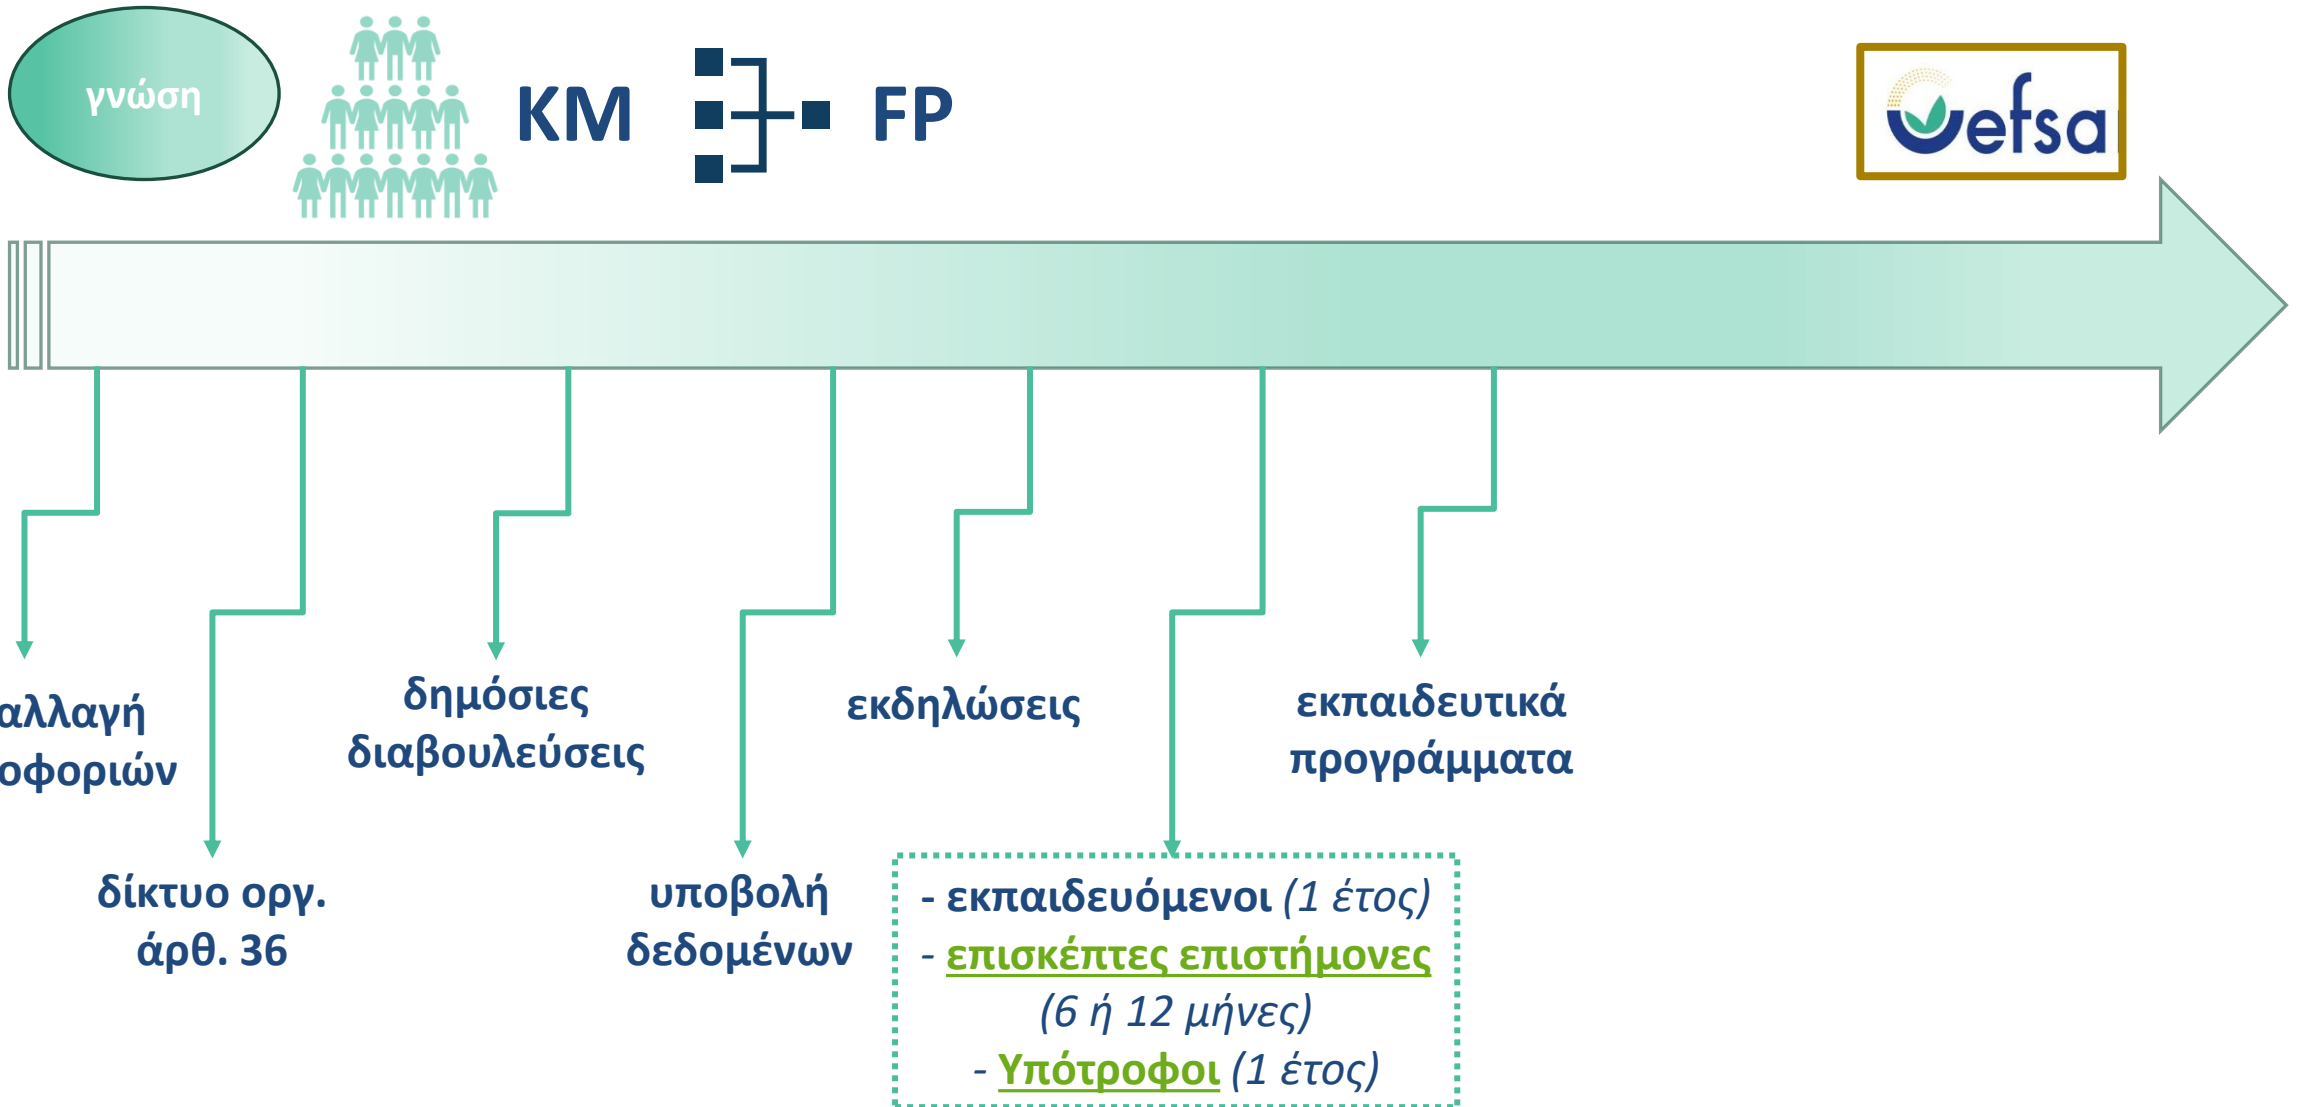 γνώση
ΚΜ
FP
efsa
αλλαγή
οφοριών
δημόσιες
διαβουλεύσεις
εκδηλώσεις
εκπαιδευτικά
προγράμματα
δίκτυο οργ.
άρθ. 36
υποβολή
δεδομένων
- εκπαιδευόμενοι (1 έτος)
- επισκέπτες επιστήμονες
(6 ή 12 μήνες)
- Υπότροφοι (1 έτος)